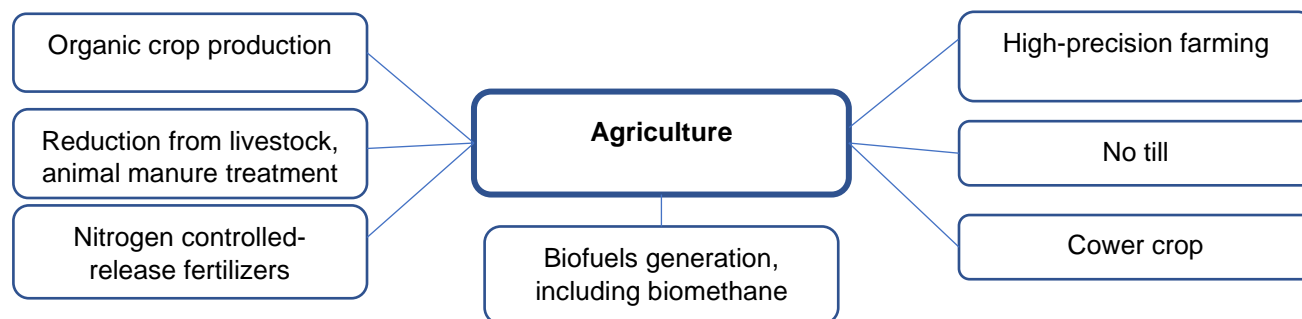 Organic crop production
Reduction from livestock,
animal manure treatment
Nitrogen controlled-
release fertilizers
Agriculture
Biofuels generation,
including biomethane
High-precision farming
No till
Cower crop